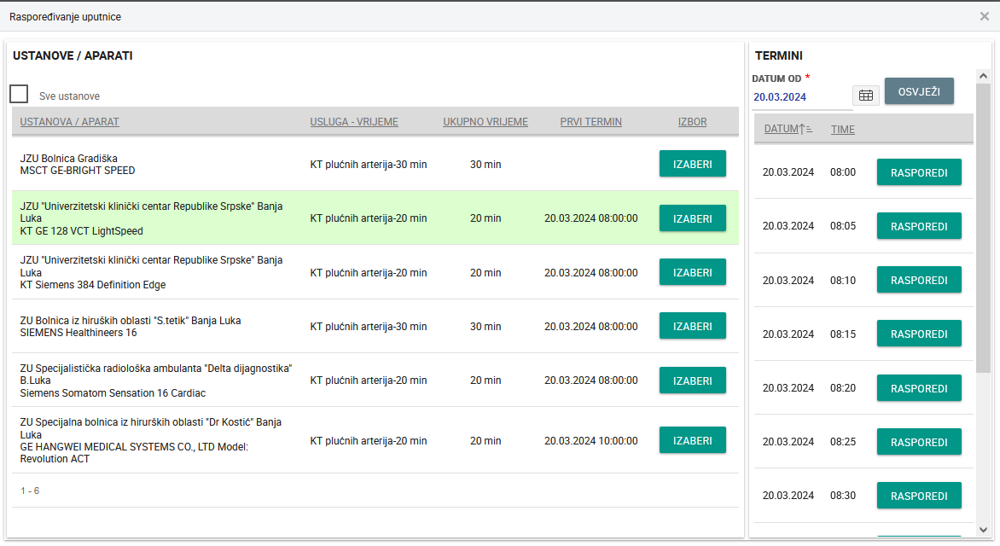 Raspoređivanje uputnice
USTANOVE / APARATI
Sve ustanove
USTANOVA / APARAT USLUGA - VRIJEME UKUPNO VRIJEME PRVI TERMIN IZBOR
JZU Bolnica Gradiška
MSCT GE-BRIGHT SPEED
KT plućnih arterija-30 min 30 min IZABERI
JZU "Univerzitetski klinički centar Republike Srpske" Banja
Luka
KT GE 128 VCT LightSpeed
KT plućnih arterija-20 min 20 min 20.03.2024 08:00:00 IZABERI
JZU "Univerzitetski klinički centar Republike Srpske" Banja
Luka
KT Siemens 384 Definition Edge
KT plućnih arterija-20 min 20 min 20.03.2024 08:00:00 IZABERI
ZU Bolnica iz hiruških oblasti "S.tetik" Banja Luka
SIEMENS Healthineers 16
KT plućnih arterija-30 min 30 min 20.03.2024 08:00:00 IZABERI
ZU Specijalistička radiološka ambulanta "Delta dijagnostika"
B.Luka
Siemens Somatom Sensation 16 Cardiac
KT plućnih arterija-20 min 20 min 20.03.2024 08:00:00 IZABERI
ZU Specijalna bolnica iz hirurških oblasti "Dr Kostić" Banja
Luka
GE HANGWEI MEDICAL SYSTEMS CO., LTD Model:
Revolution ACT
KT plućnih arterija-20 min 20 min 20.03.2024 10:00:00 IZABERI
1 - 6
TERMINI
DATUM OD *
20.03.2024 OSVJEŽI
DATUM TIME
20.03.2024 08:00 RASPOREDI
20.03.2024 08:05 RASPOREDI
20.03.2024 08:10 RASPOREDI
20.03.2024 08:15 RASPOREDI
20.03.2024 08:20 RASPOREDI
20.03.2024 08:25 RASPOREDI
20.03.2024 08:30 RASPOREDI